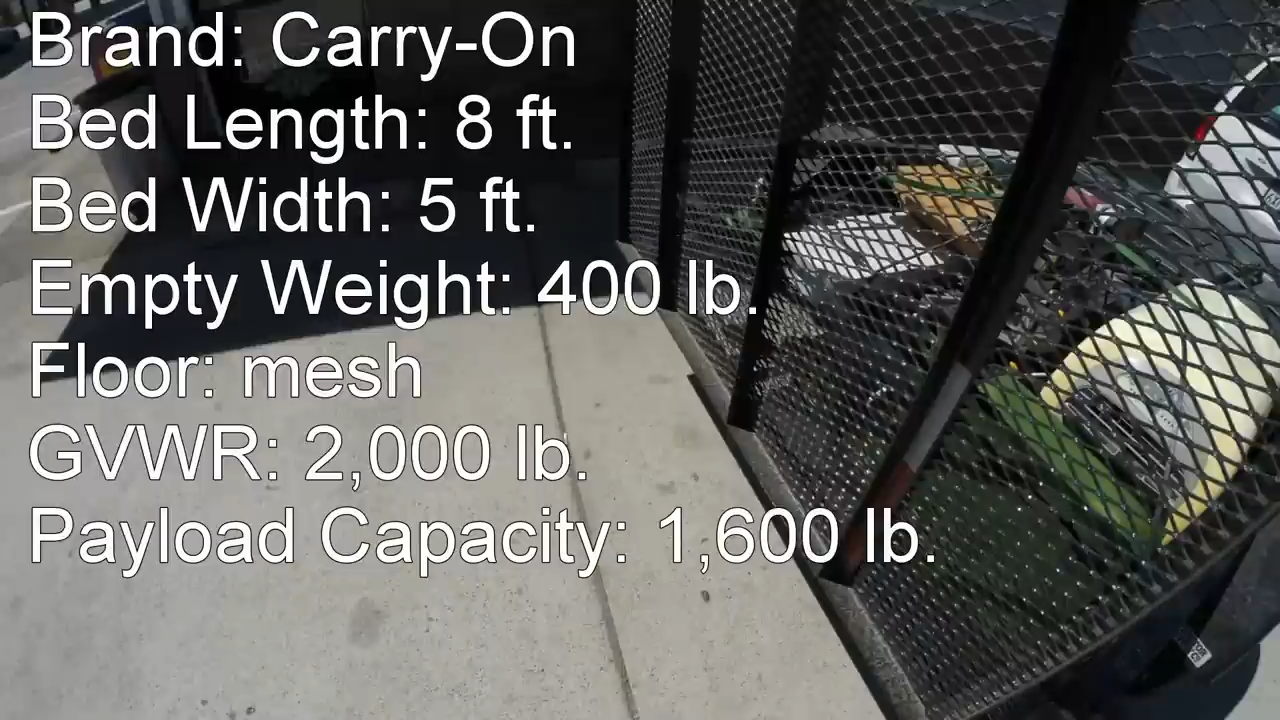 Brand: Carry-On
Bed Length: 8 ft.
Bed Width: 5 ft.
Empty Weight: 400 lb.
Floor: mesh
GVWR: 2,000 lb.
Payload Capacity: 1,600 lb.